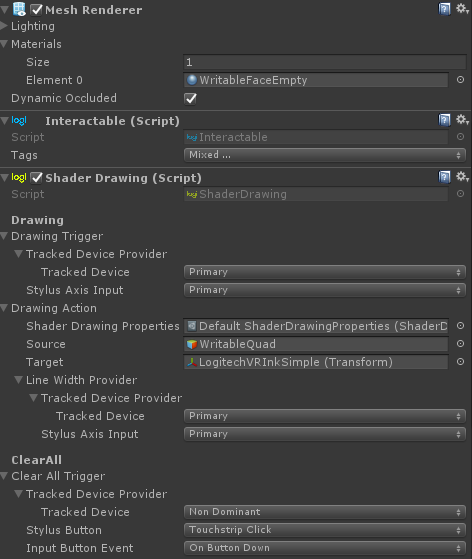 Mesh Renderer
Lighting
Materials
Size 1
Element 0 WritableFaceEmpty
Dynamic Occluded
logi Interactable (Script)
Script logi Interactable
Tags Mixed ...
logi Shader Drawing (Script)
Script logi ShaderDrawing
Drawing
Drawing Trigger
Tracked Device Provider
Tracked Device Primary
Stylus Axis Input Primary
Drawing Action
Shader Drawing Properties Default ShaderDrawingProperties (ShaderD
Source WritableQuad
Target LogitechVRInkSimple (Transform)
Line Width Provider
Tracked Device Provider
Tracked Device Primary
Stylus Axis Input Primary
ClearAll
Clear All Trigger
Tracked Device Provider
Tracked Device Non Dominant
Stylus Button Touchstrip Click
Input Button Event On Button Down